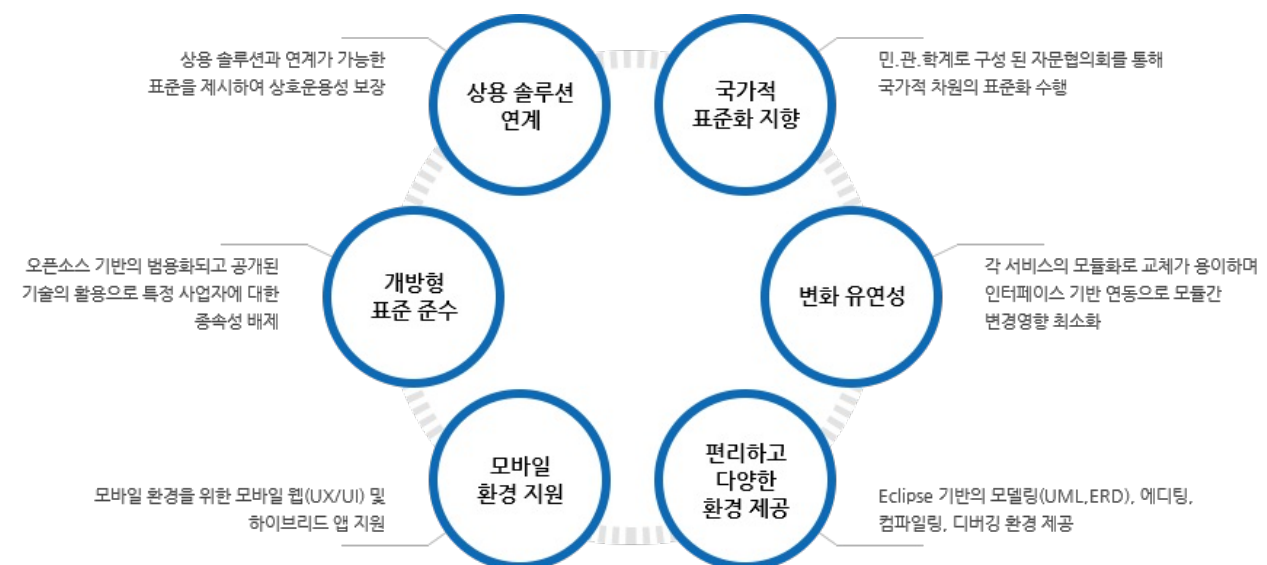 상용 솔루션과 연계가 가능한
표준을 제시하여 상호운용성 보장
상용 솔루션
연계
국가적
표준화 지향
민.관.학계로 구성 된 자문협의회를 통해
국가적 차원의 표준화 수행
오픈소스 기반의 범용화되고 공개된
기술의 활용으로 특정 사업자에 대한
종속성 배제
개방형
표준 준수
변화 유연성
각 서비스의 모듈화로 교체가 용이하며
인터페이스 기반 연동으로 모듈간
변경영향 최소화
모바일 환경을 위한 모바일 웹(UX/UI) 및
하이브리드 앱 지원
모바일
환경 지원
편리하고
다양한
환경 제공
Eclipse 기반의 모델링(UML,ERD), 에디팅,
컴파일링, 디버깅 환경 제공